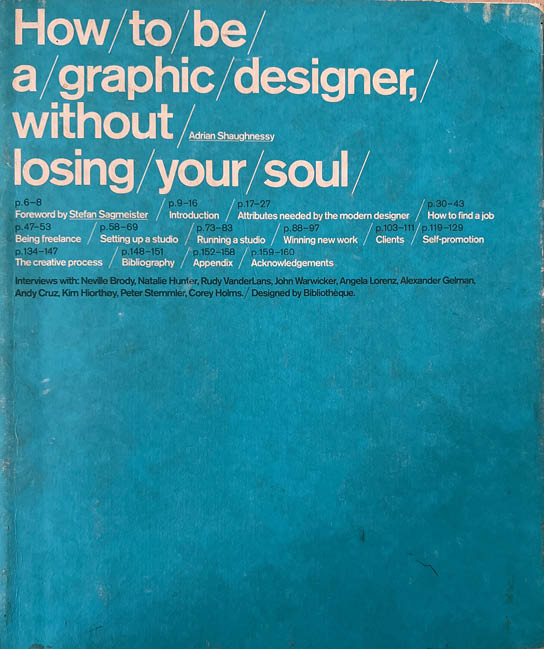 How/to/be/
a/graphic/designer,/
without/Adrian Shaughnessy
losing/your/soul/
p.6–8 / p.9–16 / p.17–27 / p.30–43
Foreword by Stefan Sagmeister / Introduction / Attributes needed by the modern designer / How to find a job
p.47–53 / p.58–69 / p.73–83 / p.88–97 / p.103–111 / p.119–129
Being freelance / Setting up a studio / Running a studio / Winning new work / Clients / Self-promotion
p.134–147 / p.148–151 / p.152–158 / p.159–160
The creative process / Bibliography / Appendix / Acknowledgements
Interviews with: Neville Brody, Natalie Hunter, Rudy VanderLans, John Warwicker, Angela Lorenz, Alexander Gelman,
Andy Cruz, Kim Hiorthøy, Peter Stemmler, Corey Holms. / Designed by Bibliothèque.